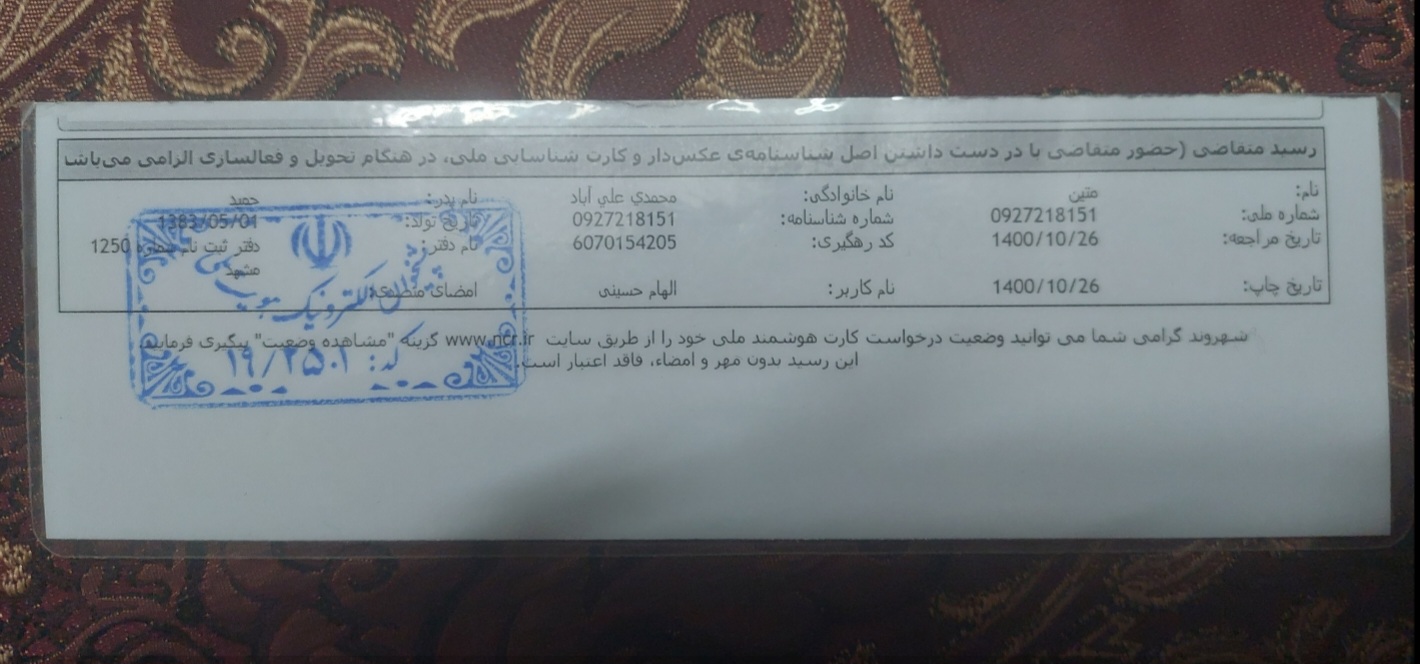 رسید متقاضی (حضور متقاضی با در دست داشتن اصل شناسنامه‌ی عکس‌دار و کارت شناسایی ملی، در هنگام تحویل و فعالسازی الزامی می‌باشد
نام: متین نام خانوادگی: محمدي علي آباد نام پدر: حمید
شماره ملی: 0927218151 شماره شناسنامه: 0927218151 تاریخ تولد: 1383/05/01
تاریخ مراجعه: 1400/10/26 کد رهگیری: 6070154205 نام دفتر: دفتر ثبت نام شماره 1250
مشهد
تاریخ چاپ: 1400/10/26 نام کاربر: الهام حسینی امضای متصدی:
شهروند گرامی شما می توانید وضعیت درخواست کارت هوشمند ملی خود را از طریق سایت www.ncr.ir گزینه "مشاهده وضعیت" پیگیری فرمایید
این رسید بدون مهر و امضاء، فاقد اعتبار است.
الکترونیک
کد: ۱۹/۲۵۰۱